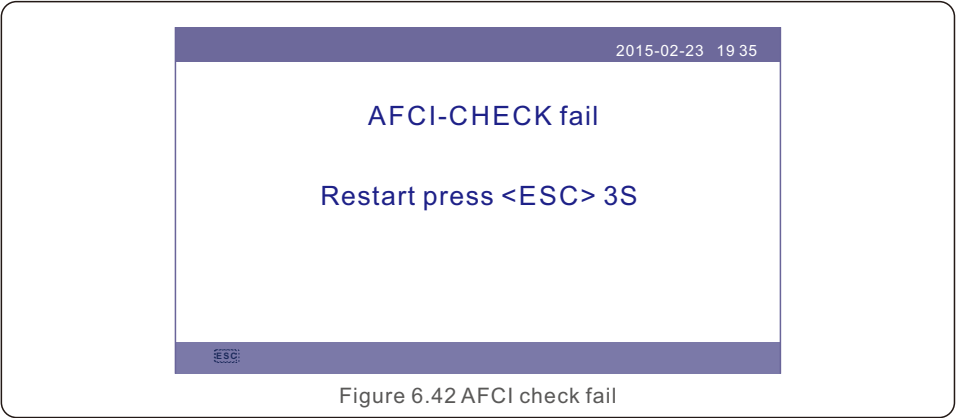 2015-02-23 19 35
AFCI-CHECK fail
Restart press <ESC> 3S
ESC
Figure 6.42 AFCI check fail